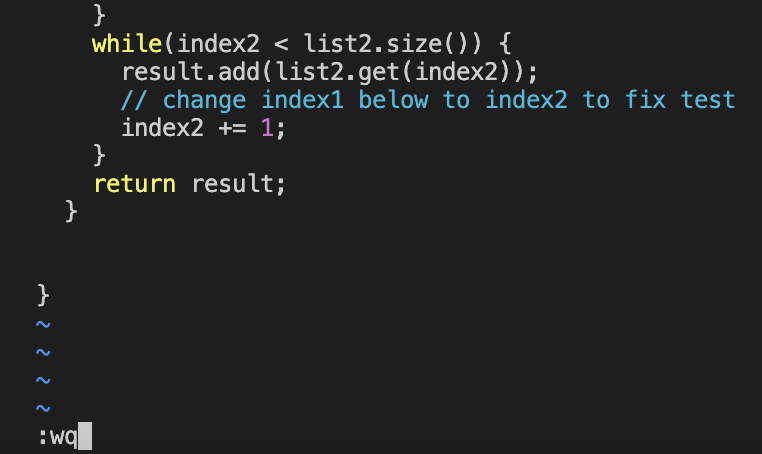 }
while(index2 < list2.size()) {
result.add(list2.get(index2));
// change index1 below to index2 to fix test
index2 += 1;
}
return result;
}
}
~
~
~
~
:wq